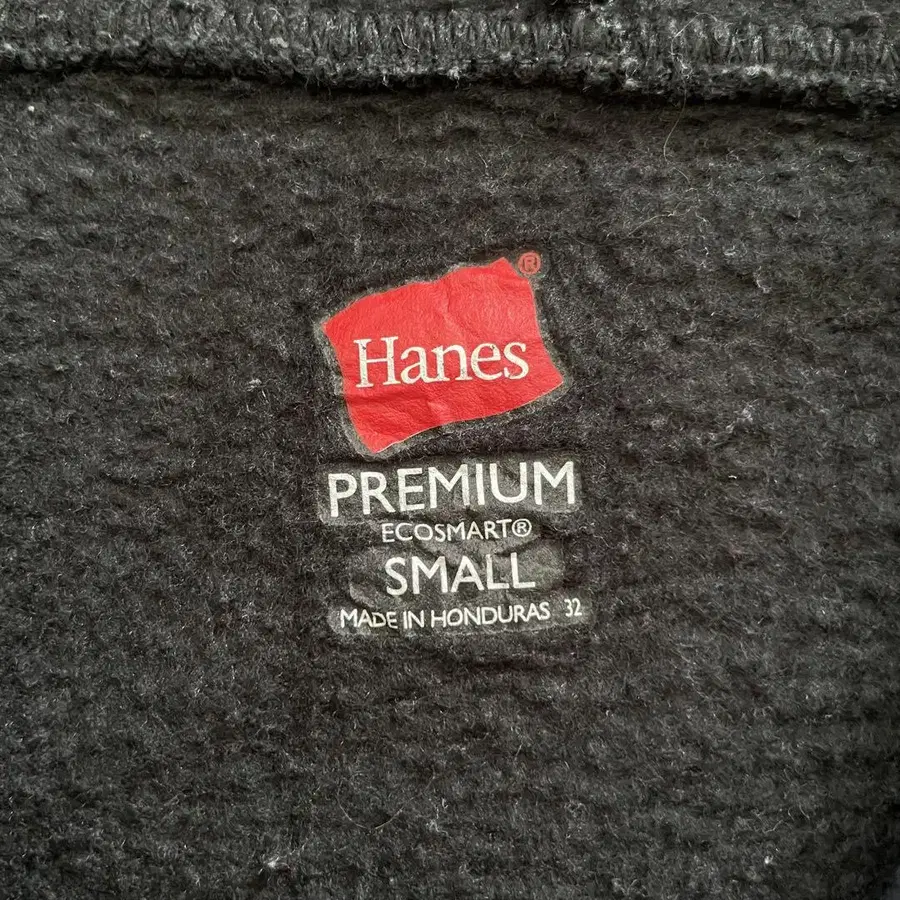 ®
Hanes
PREMIUM
ECOSMART®
SMALL
MADE IN HONDURAS 32